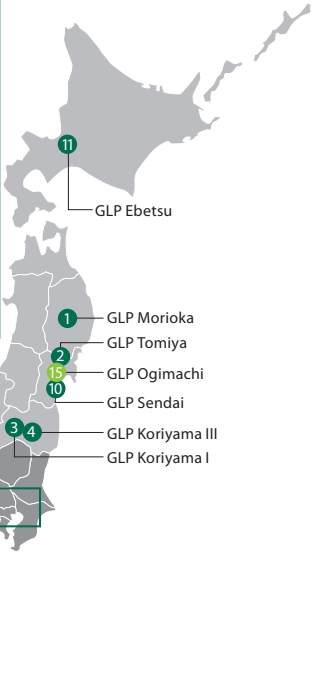 11
GLP Ebetsu
1 GLP Morioka
GLP Tomiya
2
15 GLP Ogimachi
10
GLP Sendai
3 4 GLP Koriyama III
GLP Koriyama I